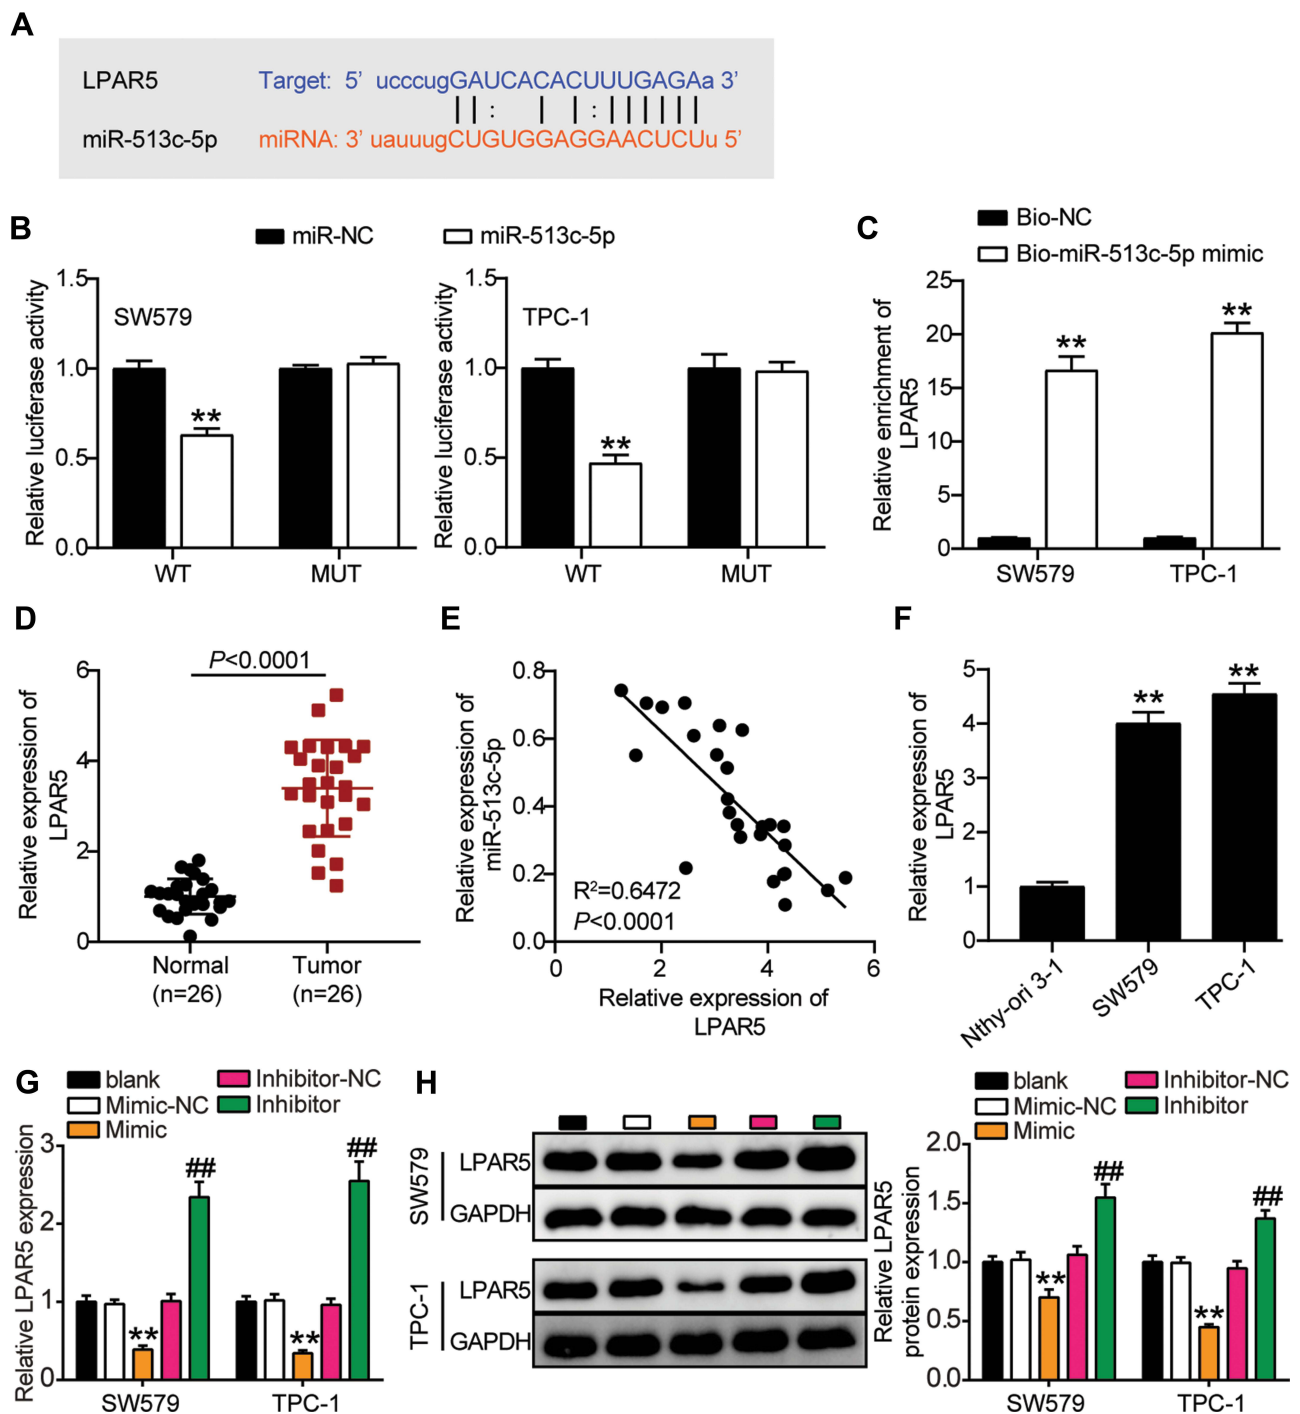 A
LPAR5 Target: 5’ ucccugGAUCACACUUUGAGAa 3’
miR-513c-5p miRNA: 3’ uauuugCUGUGGAGGAACUCUu 5’
B
miR-NC miR-513c-5p
Relative luciferase activity
1.5
1.0
0.5
0.0
SW579
**
WT MUT
Relative luciferase activity
1.5
1.0
0.5
0.0
TPC-1
**
WT MUT
C
Bio-NC
Bio-miR-513c-5p mimic
Relative enrichment of
LPAR5
25
20
15
10
5
0
**
**
SW579 TPC-1
D
Relative expression of
LPAR5
6
4
2
0
P<0.0001
Normal Tumor
(n=26) (n=26)
E
Relative expression of
miR-513c-5p
0.8
0.6
0.4
0.2
0.0
R²=0.6472
P<0.0001
0 2 4 6
Relative expression of
LPAR5
F
Relative expression of
LPAR5
5
4
3
2
1
0
**
**
Nthy-ori 3-1 SW579 TPC-1
G
blank Inhibitor-NC
Mimic-NC Inhibitor
Mimic
Relative LPAR5 expression
3
2
1
0
** ##
** ##
SW579 TPC-1
H
SW579
LPAR5
GAPDH
TPC-1
LPAR5
GAPDH
blank Inhibitor-NC
Mimic-NC Inhibitor
Mimic
Relative LPAR5
protein expression
2.0
1.5
1.0
0.5
0.0
** ##
** ##
SW579 TPC-1